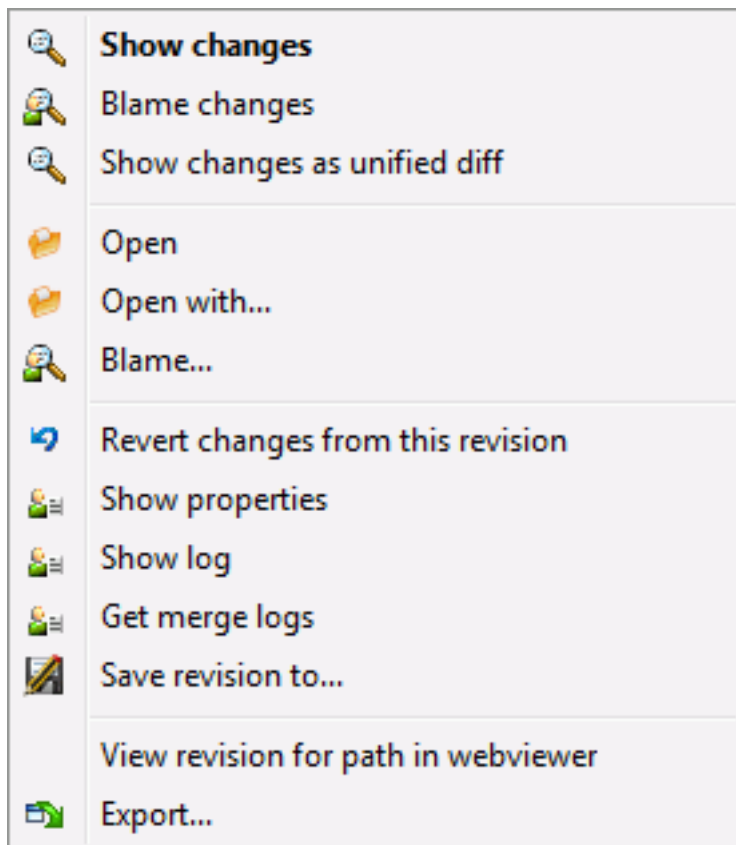 Show changes
Blame changes
Show changes as unified diff
Open
Open with...
Blame...
Revert changes from this revision
Show properties
Show log
Get merge logs
Save revision to...
View revision for path in webviewer
Export...